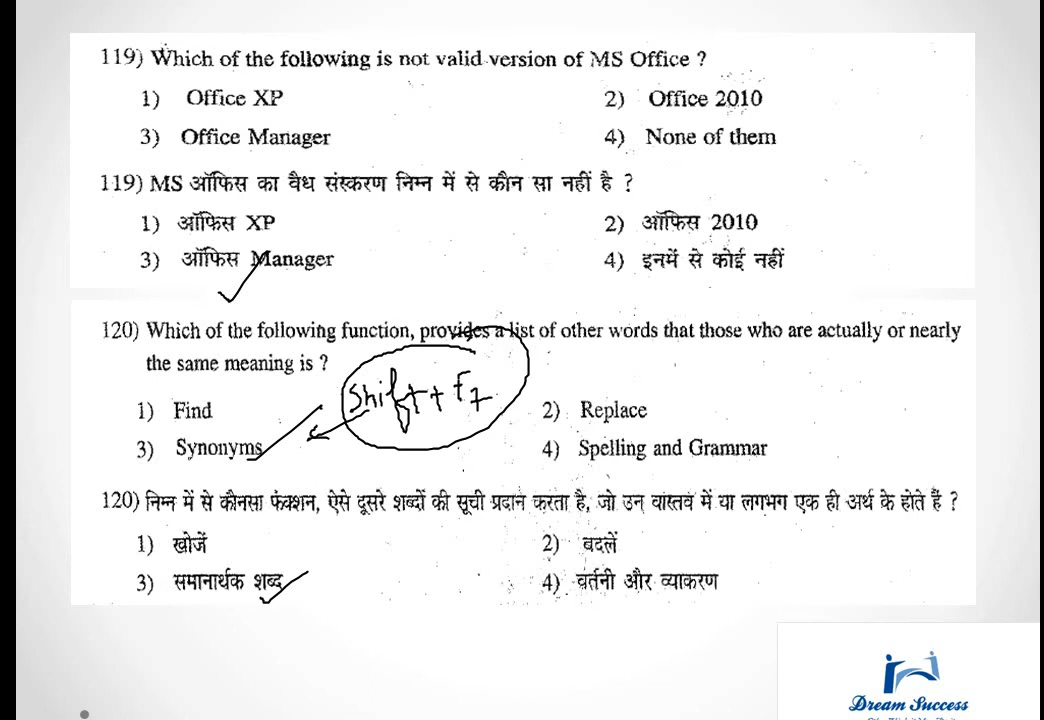 119) Which of the following is not valid version of MS Office ?
1) Office XP 2) Office 2010
3) Office Manager 4) None of them
119) MS ऑफिस का वैध संस्करण निम्न में से कौन सा नहीं है ?
1) ऑफिस XP 2) ऑफिस 2010
3) ऑफिस Manager 4) इनमें से कोई नहीं
120) Which of the following function, provides a list of other words that those who are actually or nearly
the same meaning is ?
Shift + F7
1) Find 2) Replace
3) Synonyms 4) Spelling and Grammar
120) निम्न में से कौनसा फंक्शन, ऐसे दूसरे शब्दों की सूची प्रदान करता है, जो उन वास्तव में या लगभग एक ही अर्थ के होते हैं ?
1) खोजें 2) बदलें
3) समानार्थक शब्द 4) वर्तनी और व्याकरण
Dream Success